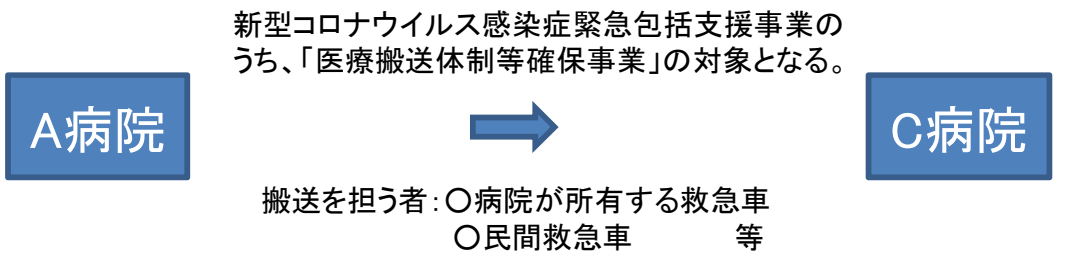 新型コロナウイルス感染症緊急包括支援事業の
うち、「医療搬送体制等確保事業」の対象となる。
A病院
C病院
搬送を担う者：〇病院が所有する救急車
〇民間救急車　　　等